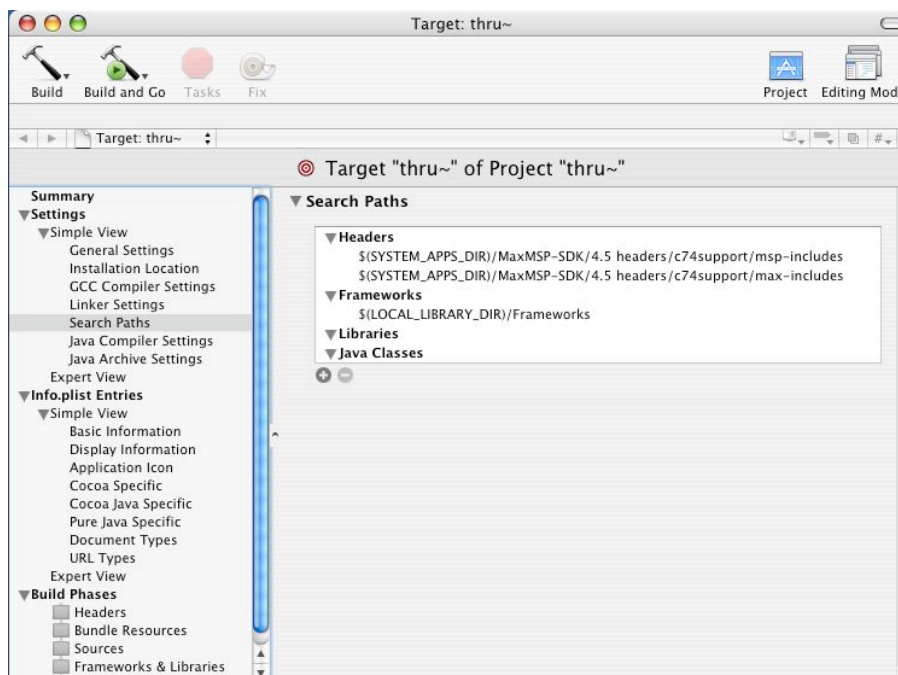 Target: thru~
Build
Build and Go
Tasks
Fix
Project
Editing Mod
Target: thru~
#
Target "thru~" of Project "thru~"
Summary
Settings
Simple View
General Settings
Installation Location
GCC Compiler Settings
Linker Settings
Search Paths
Java Compiler Settings
Java Archive Settings
Expert View
Info.plist Entries
Simple View
Basic Information
Display Information
Application Icon
Cocoa Specific
Cocoa Java Specific
Pure Java Specific
Document Types
URL Types
Expert View
Build Phases
Headers
Bundle Resources
Sources
Frameworks & Libraries
Search Paths
Headers
$(SYSTEM_APPS_DIR)/MaxMSP-SDK/4.5 headers/c74support/msp-includes
$(SYSTEM_APPS_DIR)/MaxMSP-SDK/4.5 headers/c74support/max-includes
Frameworks
$(LOCAL_LIBRARY_DIR)/Frameworks
Libraries
Java Classes